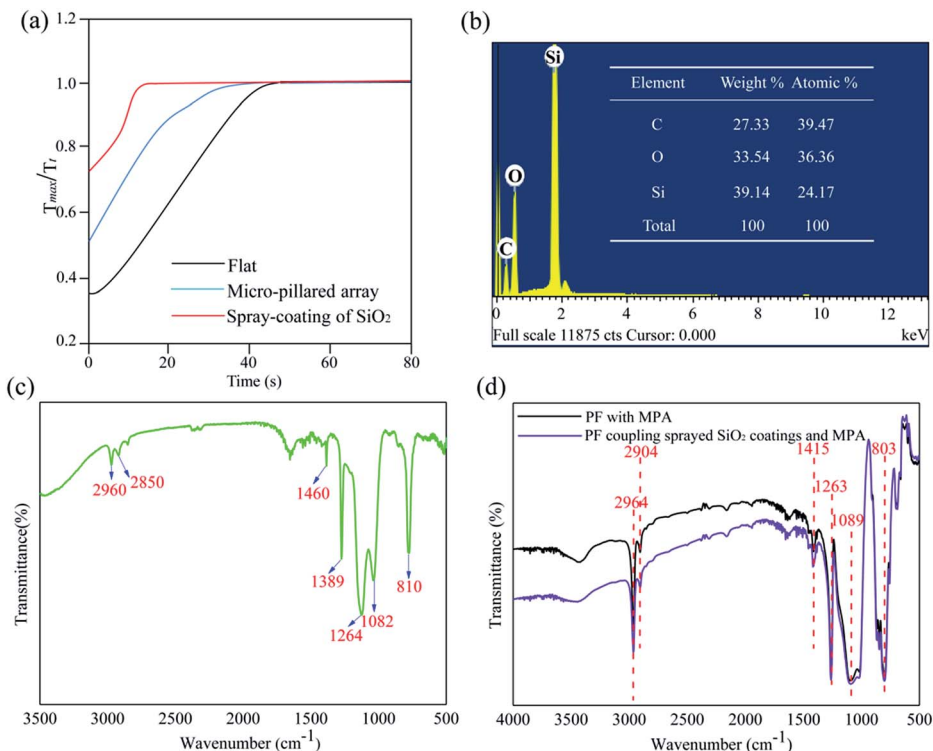 (a)
1.2
1.0
0.8
0.6
0.4
0.2
Tmax/Tt
Flat
Micro-pillared array
Spray-coating of SiO2
0 20 40 60 80
Time (s)
(b)
Si
O
C
Element Weight % Atomic %
C 27.33 39.47
O 33.54 36.36
Si 39.14 24.17
Total 100 100
0 2 4 6 8 10 12
Full scale 11875 cts Cursor: 0.000 keV
(c)
Transmittance(%)
2960
2850
1460
1389
1264
1082
810
3500 3000 2500 2000 1500 1000 500
Wavenumber (cm-1)
(d)
PF with MPA
PF coupling sprayed SiO2 coatings and MPA
Transmittance (%)
2904
2964
1415
1263
1089
803
4000 3500 3000 2500 2000 1500 1000 500
Wavenumber (cm-1)